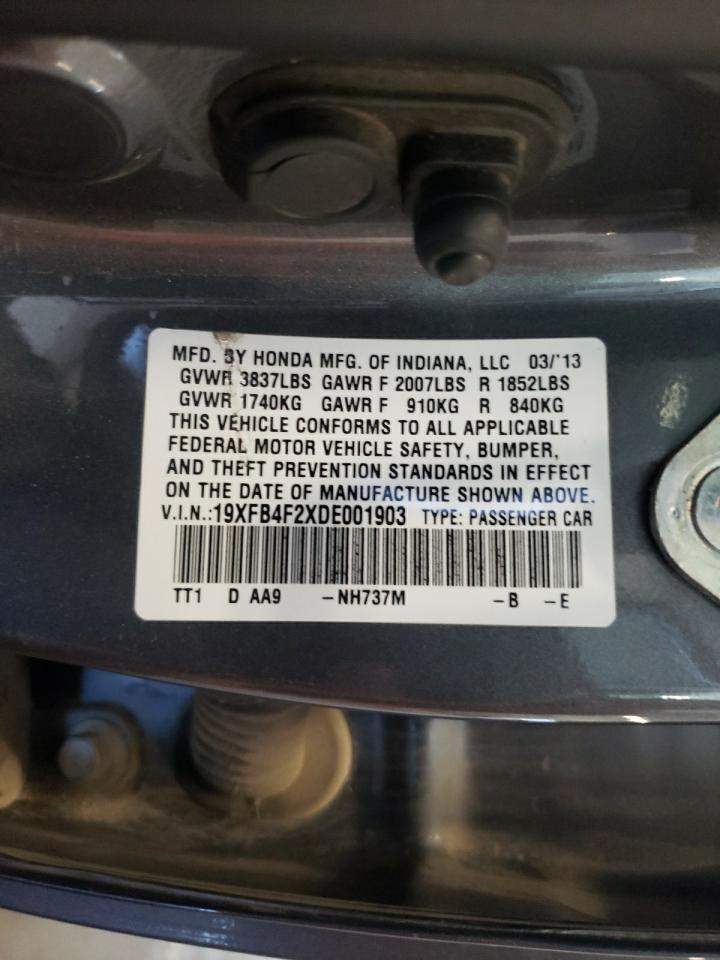 MFD. BY HONDA MFG. OF INDIANA, LLC 03/'13
GVWR 3837LBS GAWR F 2007LBS R 1852LBS
GVWR 1740KG GAWR F 910KG R 840KG
THIS VEHICLE CONFORMS TO ALL APPLICABLE
FEDERAL MOTOR VEHICLE SAFETY, BUMPER,
AND THEFT PREVENTION STANDARDS IN EFFECT
ON THE DATE OF MANUFACTURE SHOWN ABOVE.
V.I.N.:19XFB4F2XDE001903 TYPE: PASSENGER CAR
TT1 D AA9 -NH737M -B -E